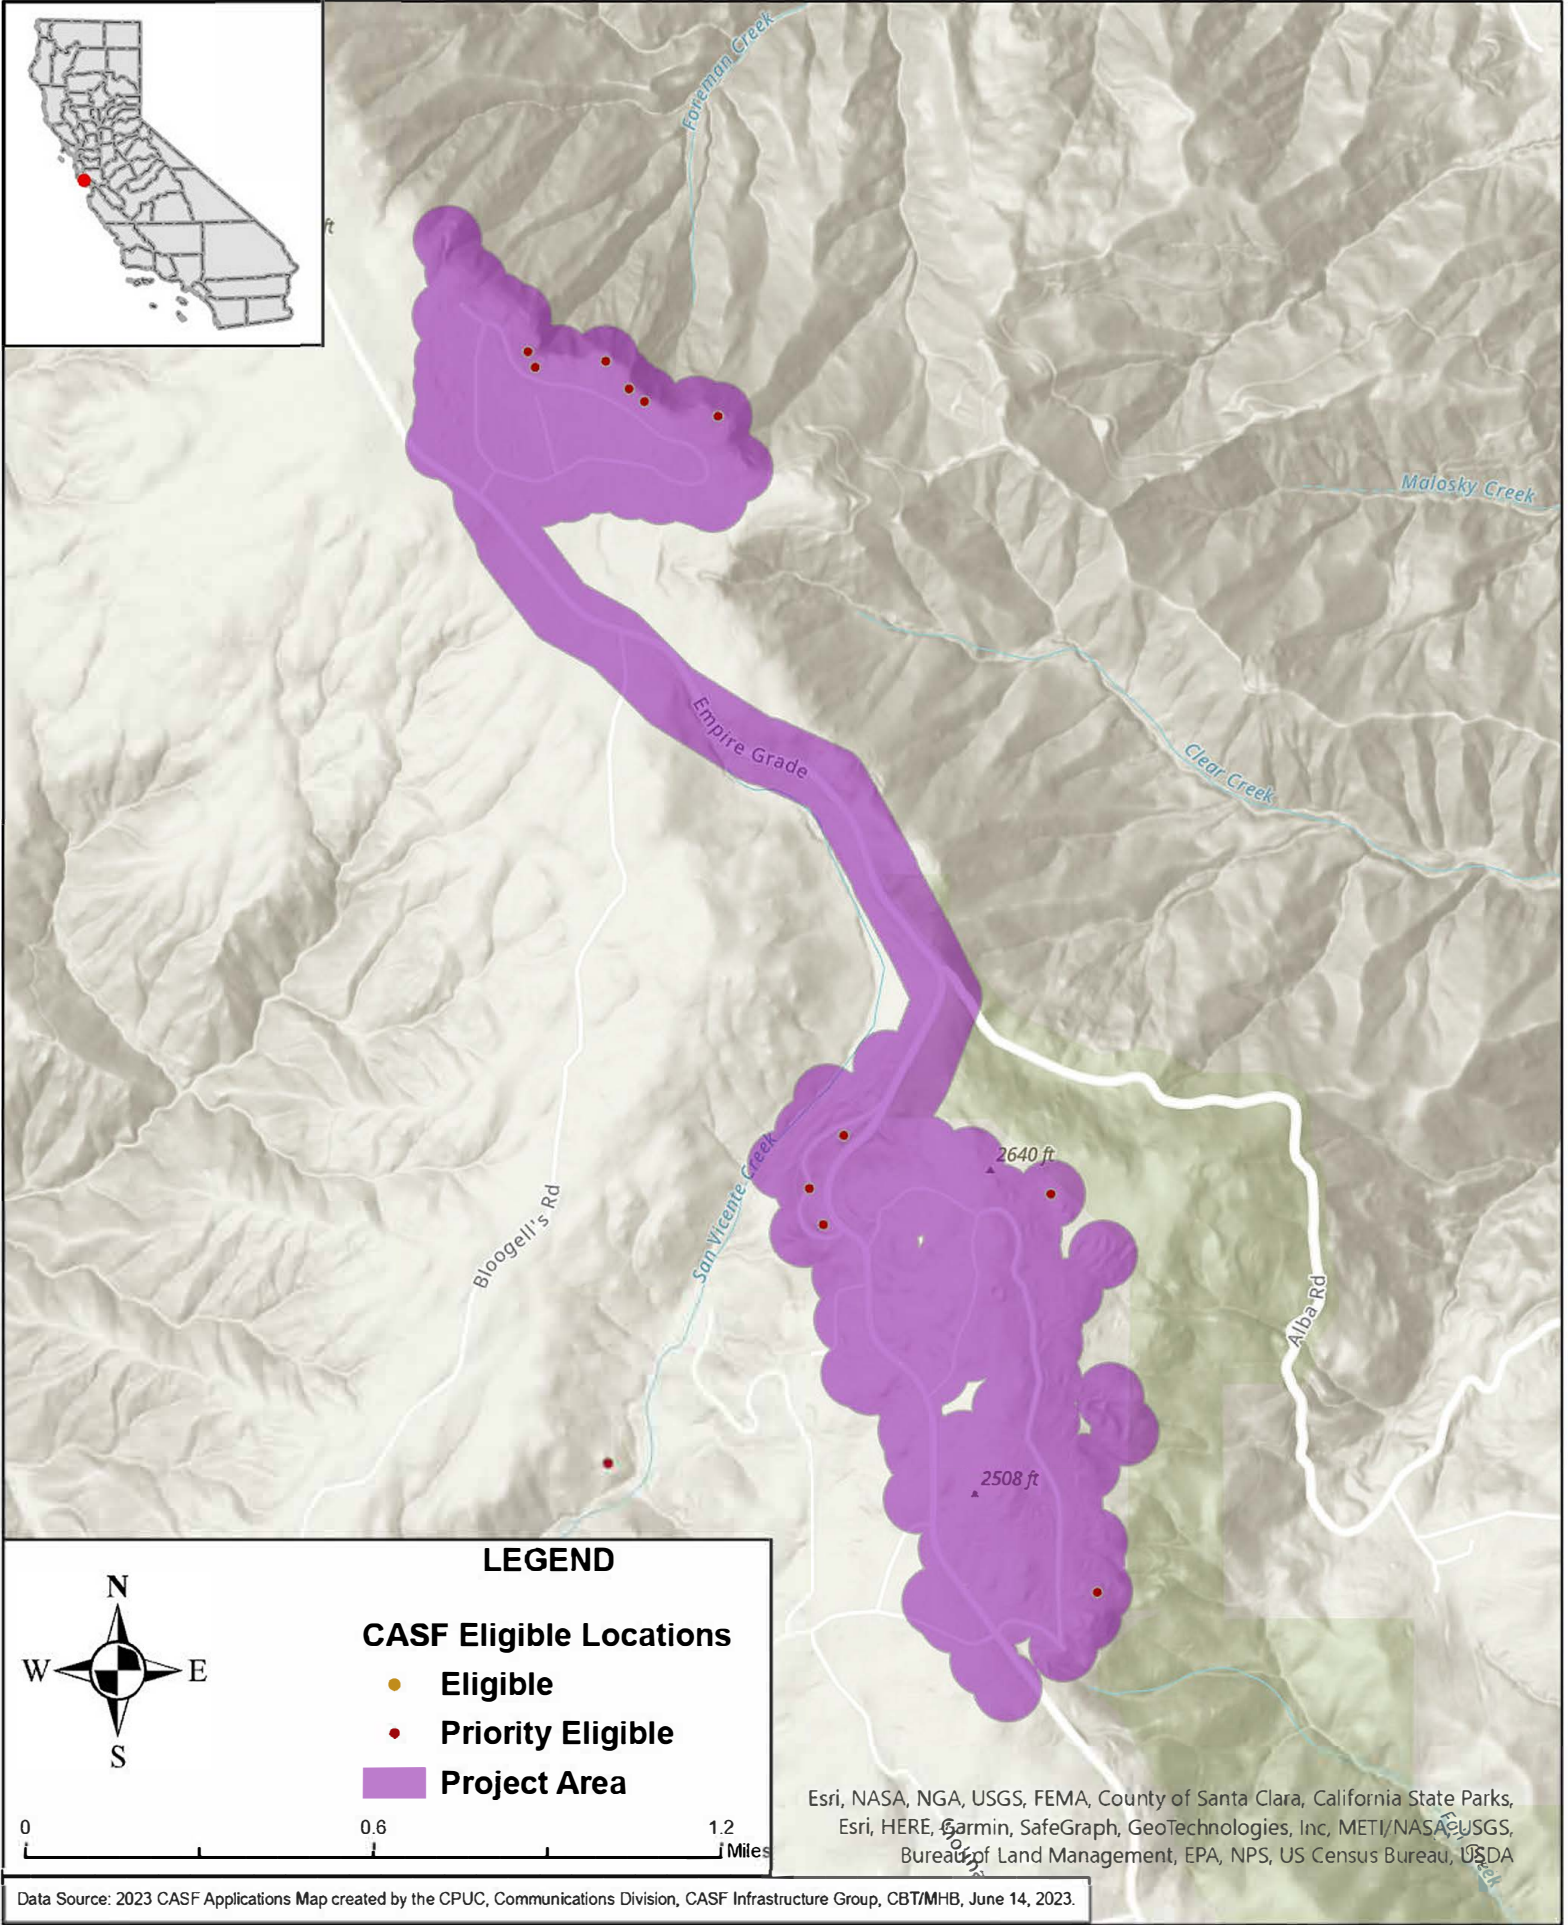 Foreman Creek
ft
Malosky Creek
Clear Creek
Empire Grade
2640 ft
San Vicente Creek
Bloogell's Rd
Alba Rd
2508 ft
LEGEND
N
W E
S
CASF Eligible Locations
Eligible
Priority Eligible
Project Area
0 0.6 1.2
Miles
Esri, NASA, NGA, USGS, FEMA, County of Santa Clara, California State Parks,
Esri, HERE, Garmin, SafeGraph, GeoTechnologies, Inc, METI/NASA, USGS,
Bureau of Land Management, EPA, NPS, US Census Bureau, USDA
Creek
Data Source: 2023 CASF Applications Map created by the CPUC, Communications Division, CASF Infrastructure Group, CBT/MHB, June 14, 2023.